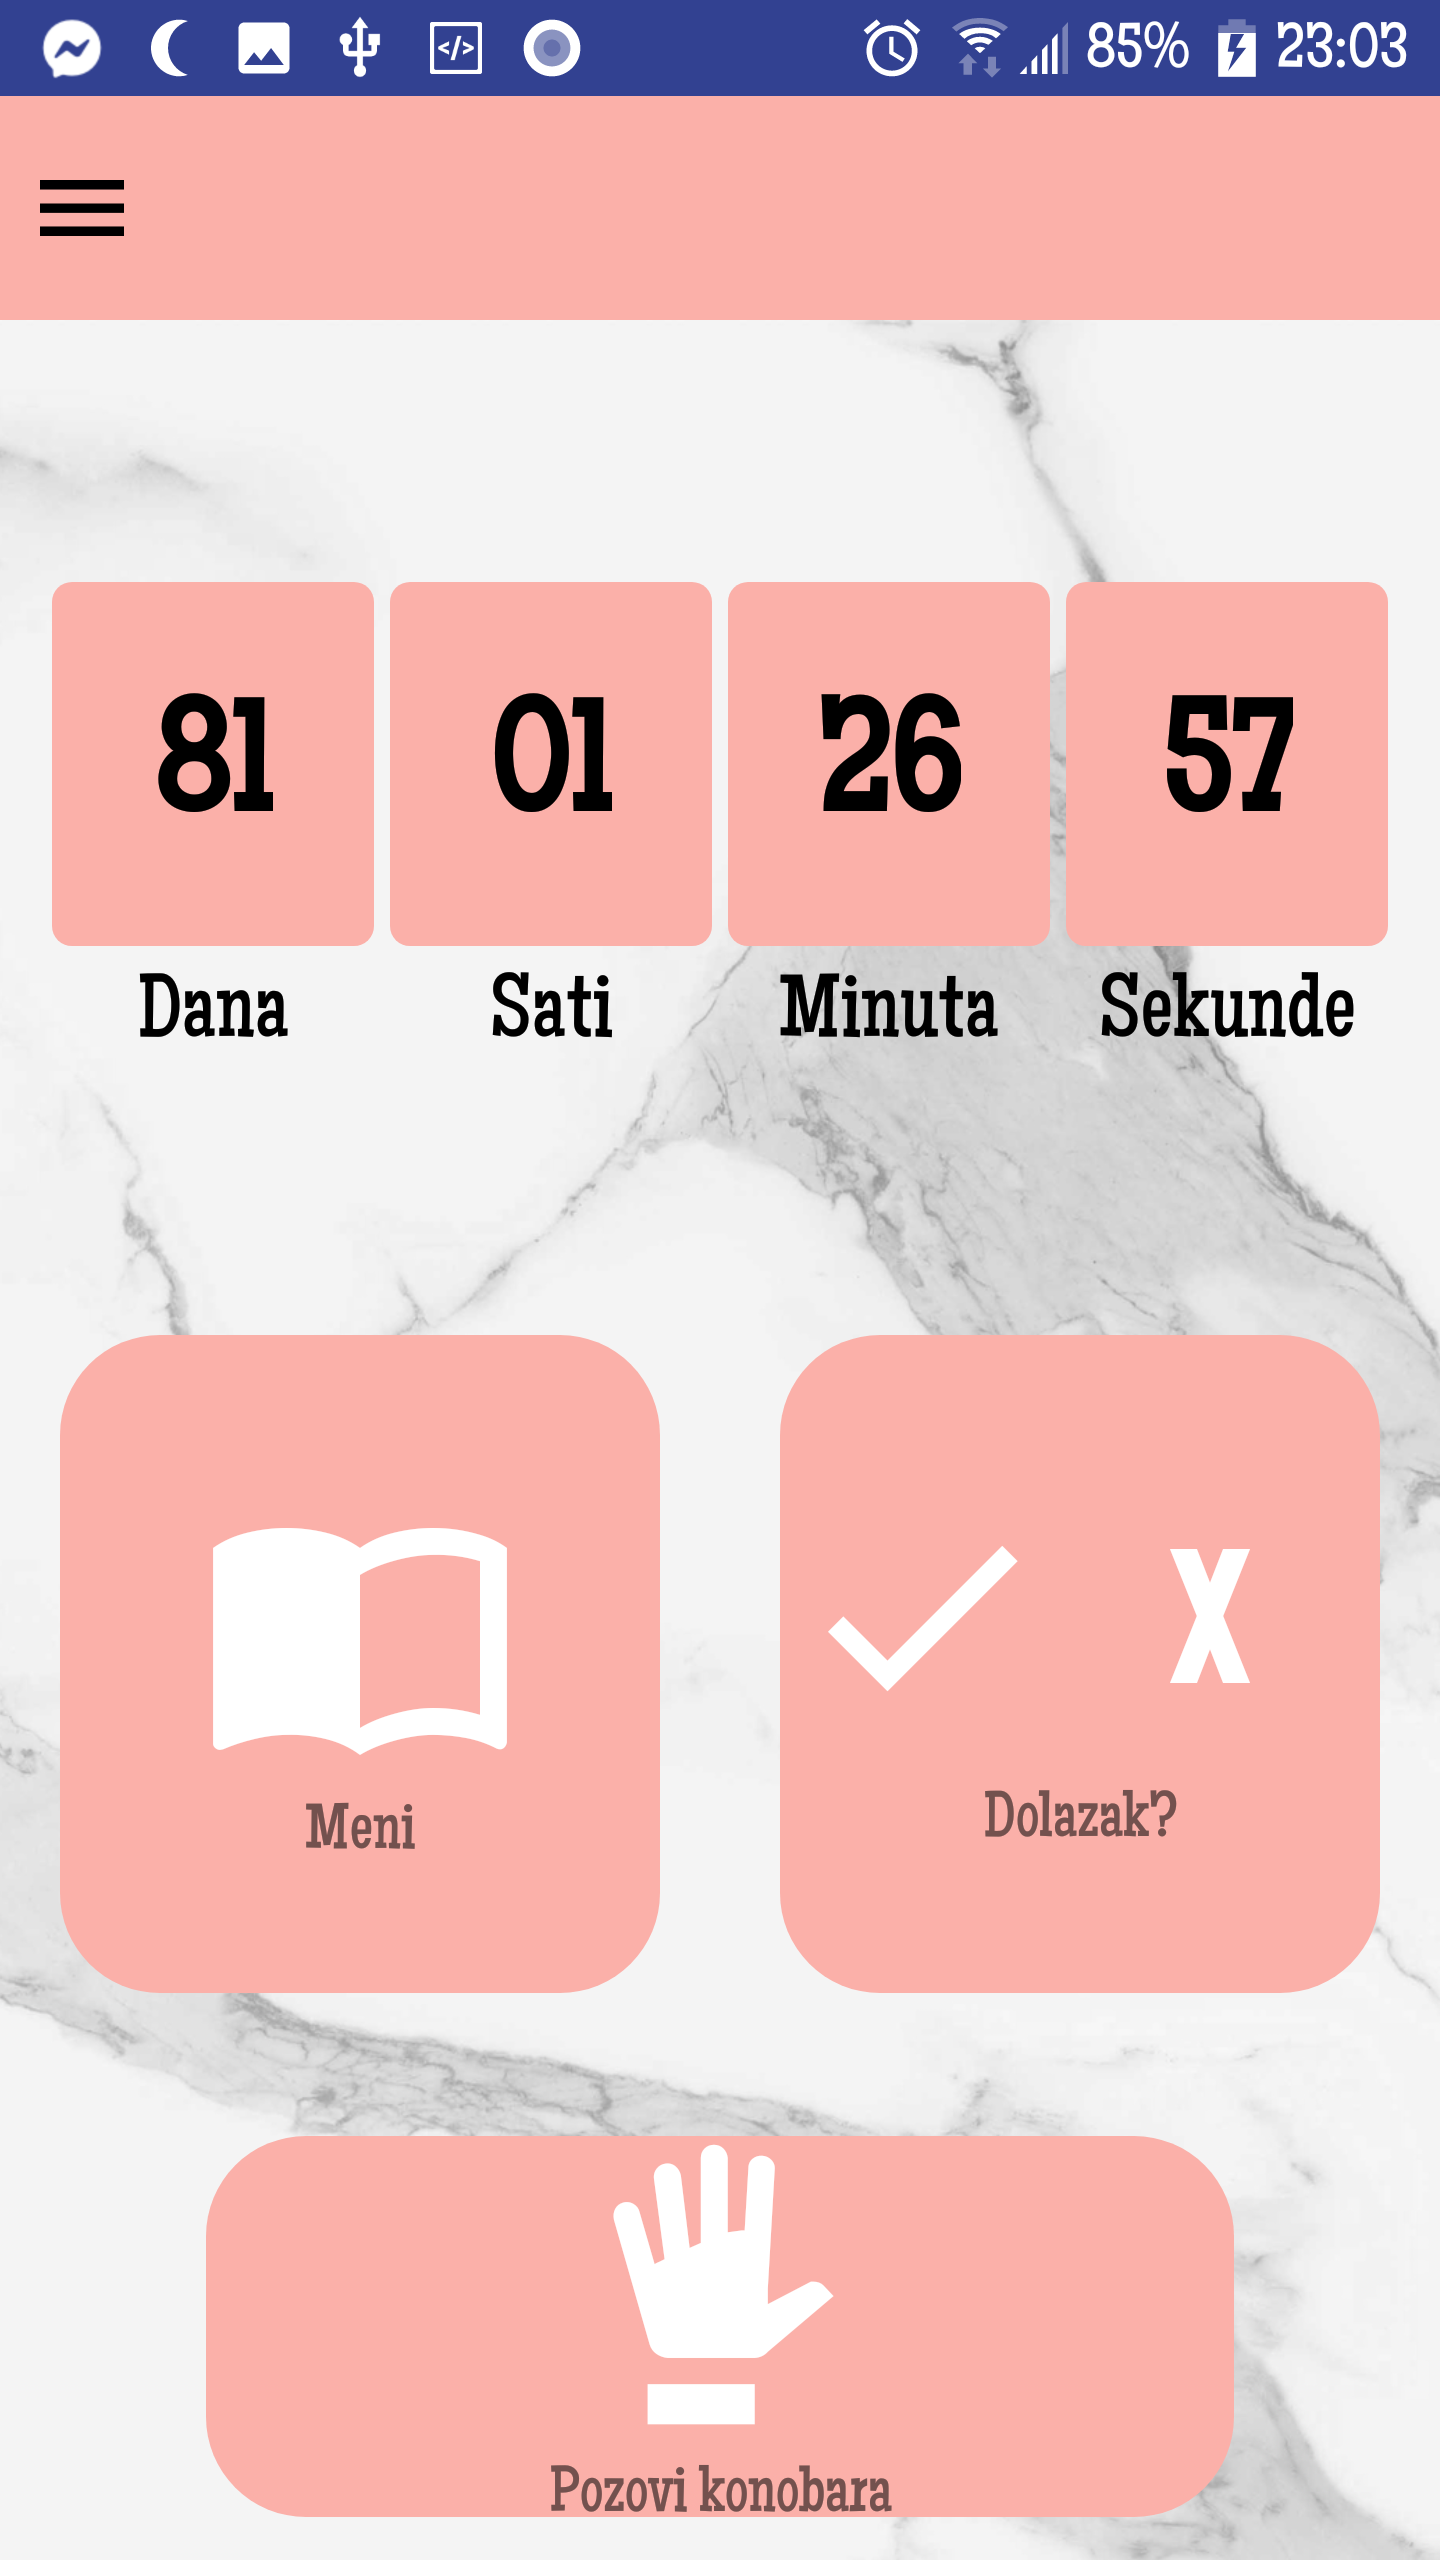 85% 23:03
81 01 26 57
Dana Sati Minuta Sekunde
X
Meni
Dolazak?
Pozovi konobara